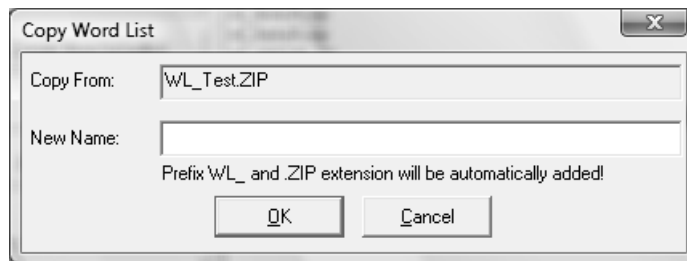 Copy Word List
Copy From: WL_Test.ZIP
New Name:
Prefix WL_ and .ZIP extension will be automatically added!
OK Cancel